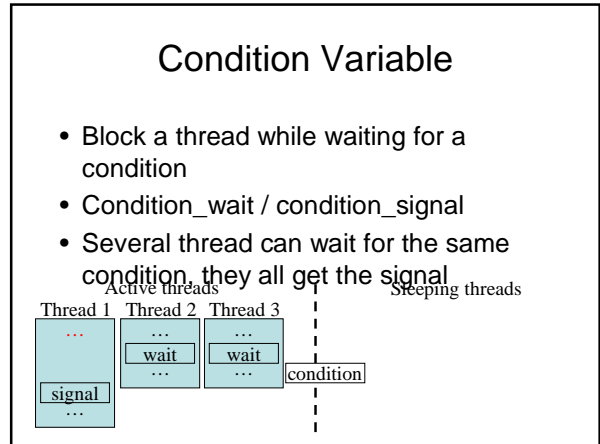 Condition Variable
• Block a thread while waiting for a
condition
• Condition_wait / condition_signal
• Several thread can wait for the same
condition, they all get the signal
Active threads
Sleeping threads
Thread 1 Thread 2 Thread 3
… … …
wait wait
… …
condition
signal
…